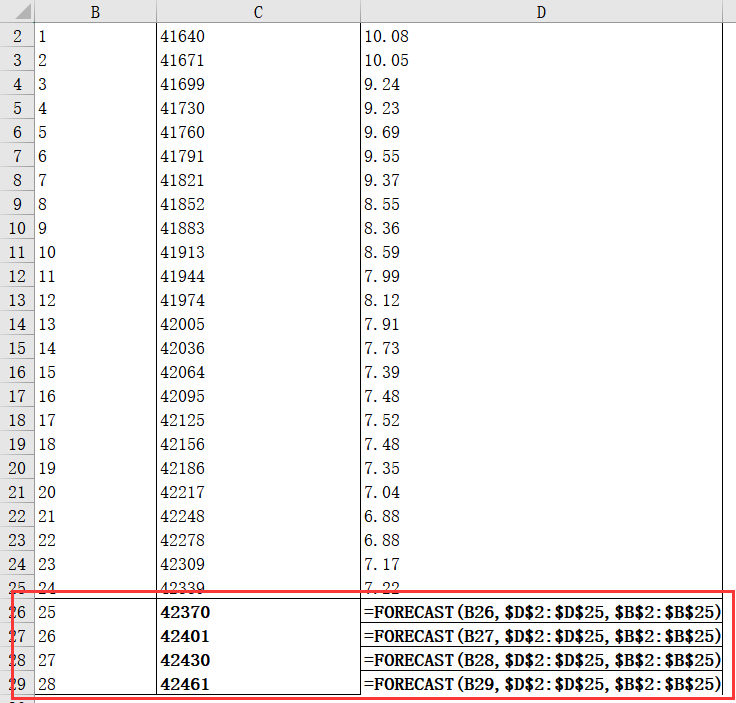 B C D
2 1 41640 10.08
3 2 41671 10.05
4 3 41699 9.24
5 4 41730 9.23
6 5 41760 9.69
7 6 41791 9.55
8 7 41821 9.37
9 8 41852 8.55
10 9 41883 8.36
11 10 41913 8.59
12 11 41944 7.99
13 12 41974 8.12
14 13 42005 7.91
15 14 42036 7.73
16 15 42064 7.39
17 16 42095 7.48
18 17 42125 7.52
19 18 42156 7.48
20 19 42186 7.35
21 20 42217 7.04
22 21 42248 6.88
23 22 42278 6.88
24 23 42309 7.17
25 24 42339 7.22
26 25 42370 =FORECAST(B26,$D$2:$D$25,$B$2:$B$25)
27 26 42401 =FORECAST(B27,$D$2:$D$25,$B$2:$B$25)
28 27 42430 =FORECAST(B28,$D$2:$D$25,$B$2:$B$25)
29 28 42461 =FORECAST(B29,$D$2:$D$25,$B$2:$B$25)